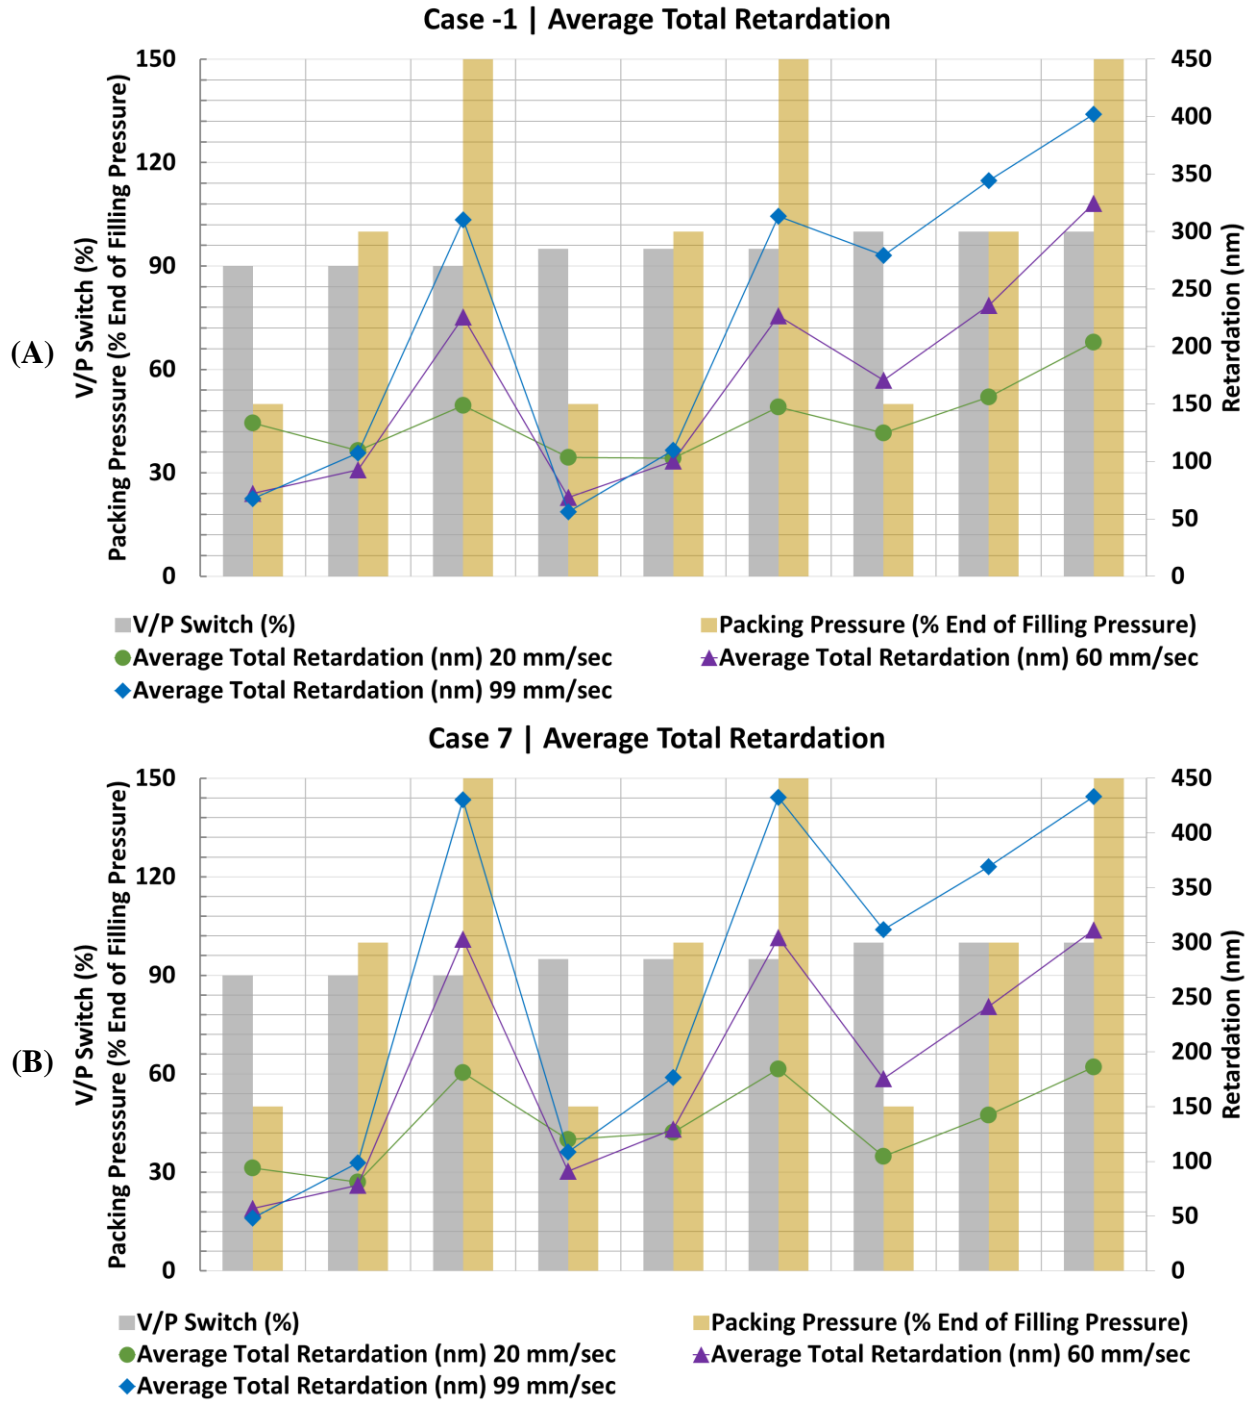 Case -1 | Average Total Retardation
(A)
V/P Switch (%)
Packing Presssure (% End of Filling Pressure)
150
120
90
60
30
0
450
400
350
300
250
200
150
100
50
0
Retardation (nm)
V/P Switch (%)
Packing Pressure (% End of Filling Pressure)
Average Total Retardation (nm) 20 mm/sec
Average Total Retardation (nm) 60 mm/sec
Average Total Retardation (nm) 99 mm/sec
Case 7 | Average Total Retardation
(B)
V/P Switch (%)
Packing Presssure (% End of Filling Pressure)
150
120
90
60
30
0
450
400
350
300
250
200
150
100
50
0
Retardation (nm)
V/P Switch (%)
Packing Pressure (% End of Filling Pressure)
Average Total Retardation (nm) 20 mm/sec
Average Total Retardation (nm) 60 mm/sec
Average Total Retardation (nm) 99 mm/sec